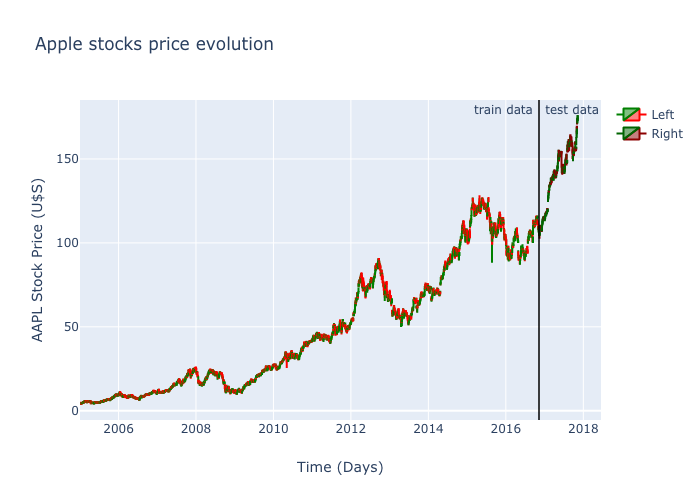 Apple stocks price evolution
train data
test data
Left
Right
150
100
50
0
AAPL Stock Price (U$S)
2006
2008
2010
2012
2014
2016
2018
Time (Days)